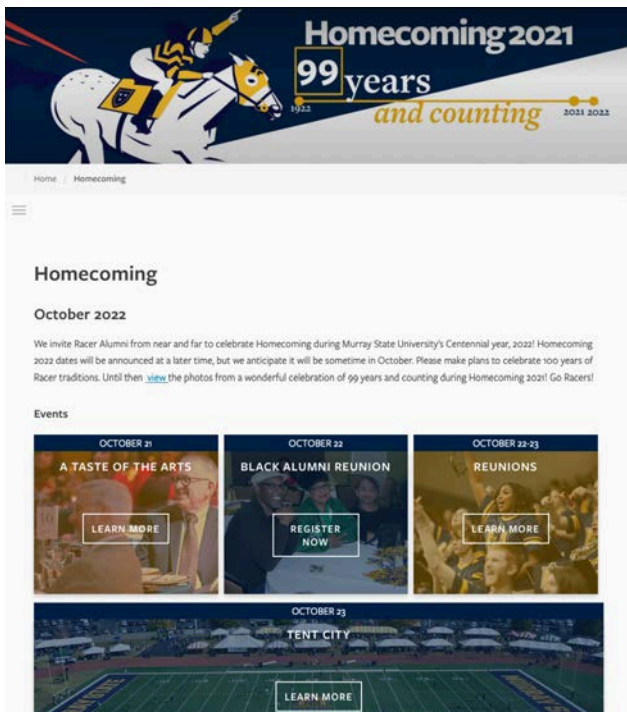 Homecoming 2021
99 years
1922
and counting
2021 2022
Home / Homecoming
Homecoming
October 2022
We invite Racer Alumni from near and far to celebrate Homecoming during Murray State University's Centennial year, 2022! Homecoming
2022 dates will be announced at a later time, but we anticipate it will be sometime in October. Please make plans to celebrate 100 years of
Racer traditions. Until then view the photos from a wonderful celebration of 99 years and counting during Homecoming 2021! Go Racers!
Events
OCTOBER 21
A TASTE OF THE ARTS
LEARN MORE
OCTOBER 22
BLACK ALUMNI REUNION
REGISTER
NOW
OCTOBER 22-23
REUNIONS
LEARN MORE
OCTOBER 23
TENT CITY
LEARN MORE